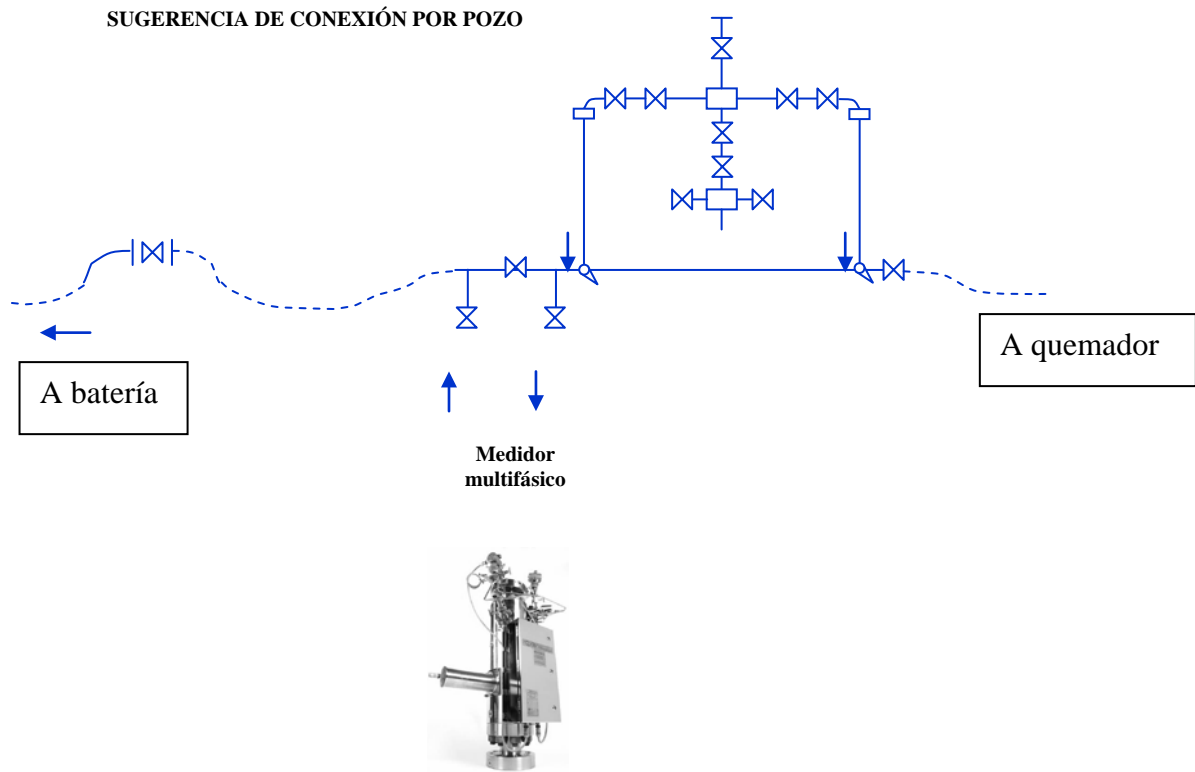 SUGERENCIA DE CONEXIÓN POR POZO
A quemador
A batería
Medidor
multifásico